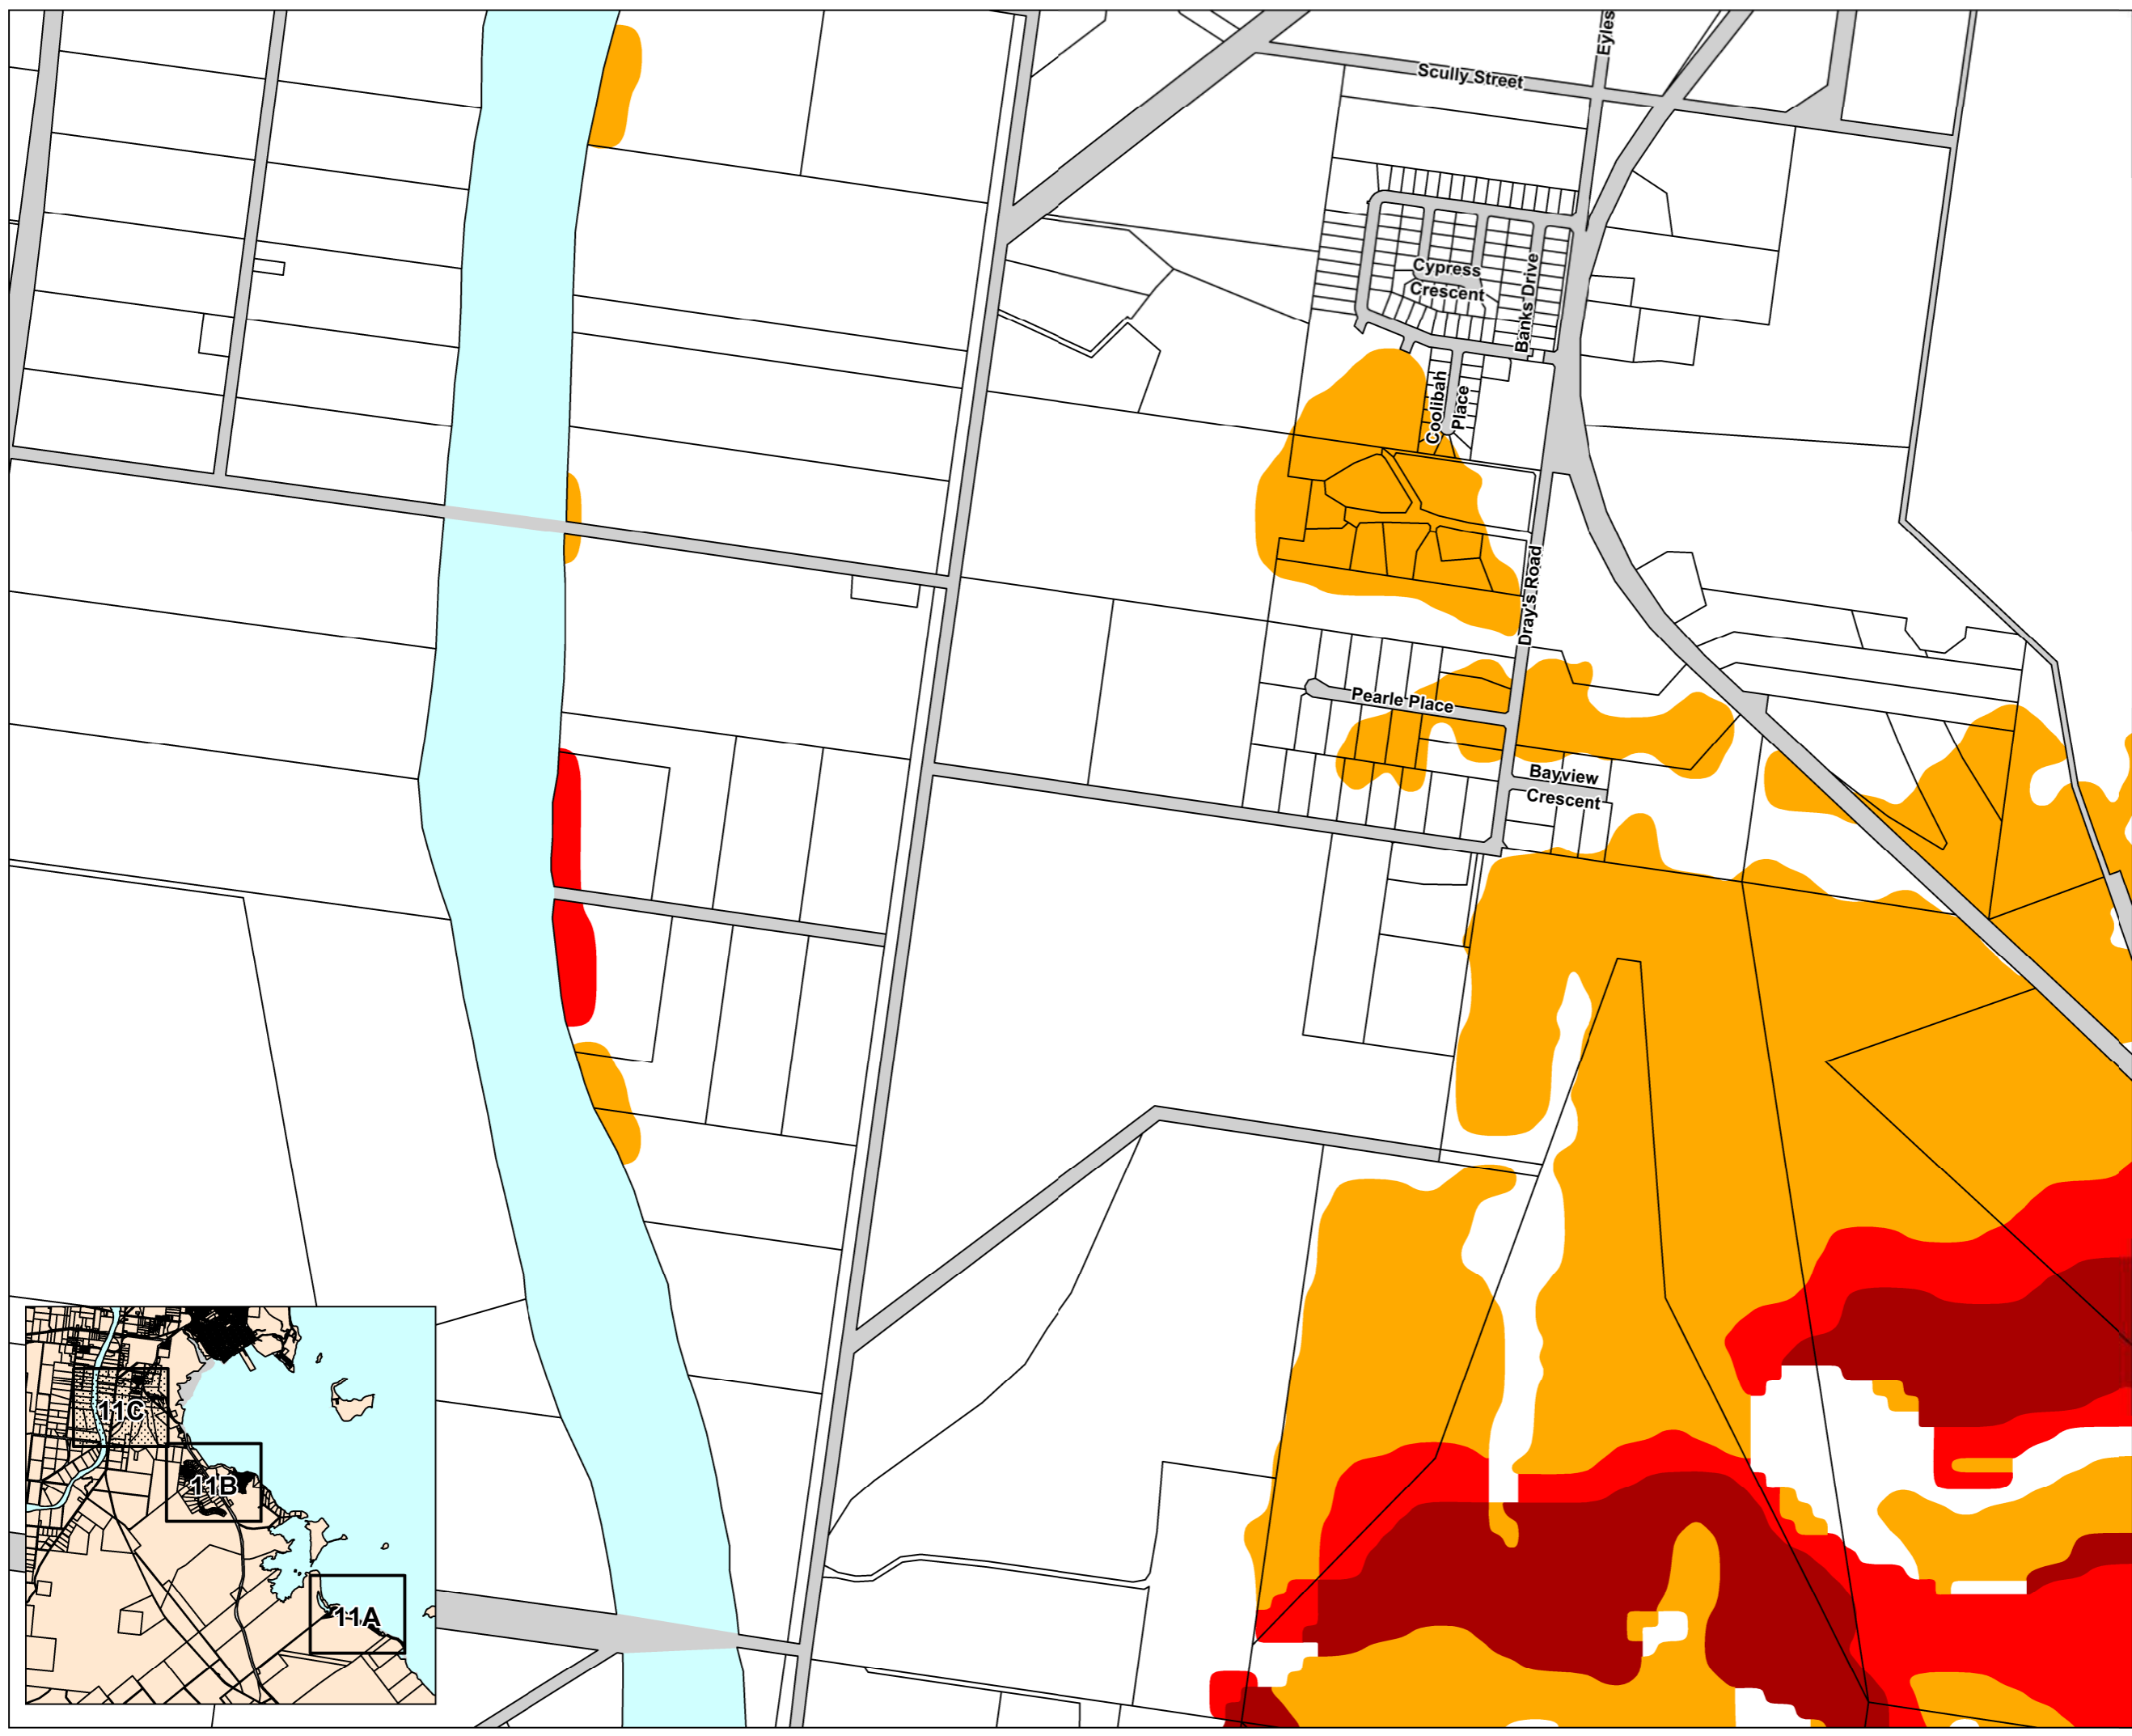 Eyles
Scully Street
Cypress
Crescent
Banks Drive
Coolibah
Place
Dray's Road
Pearle Place
Bayview
Crescent
11C
11B
11A